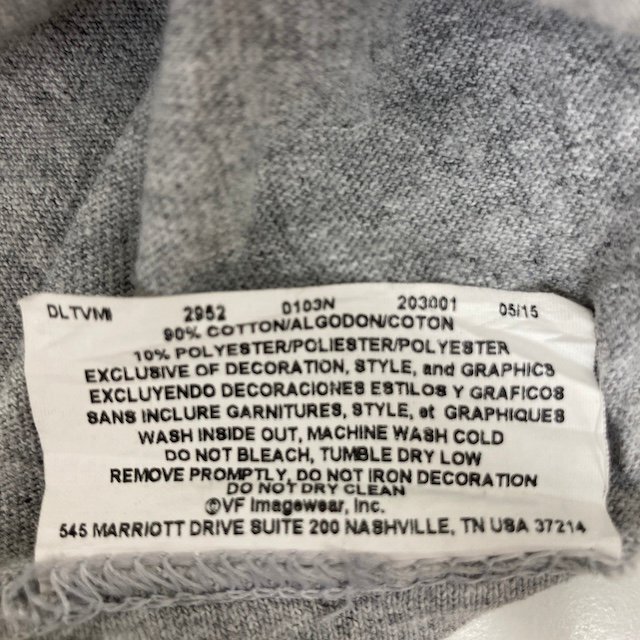 DLTVMI 2952 0103N 203001 05/15
90% COTTON/ALGODON/COTON
10% POLYESTER/POLIESTER/POLYESTER
EXCLUSIVE OF DECORATION, STYLE, and GRAPHICS
EXCLUYENDO DECORACIONES ESTILOS Y GRAFICOS
SANS INCLURE GARNITURES, STYLE, et GRAPHIQUES
WASH INSIDE OUT, MACHINE WASH COLD
DO NOT BLEACH, TUMBLE DRY LOW
REMOVE PROMPTLY, DO NOT IRON DECORATION
DO NOT DRY CLEAN
©VF Imagewear, Inc.
545 MARRIOTT DRIVE SUITE 200 NASHVILLE, TN USA 37214